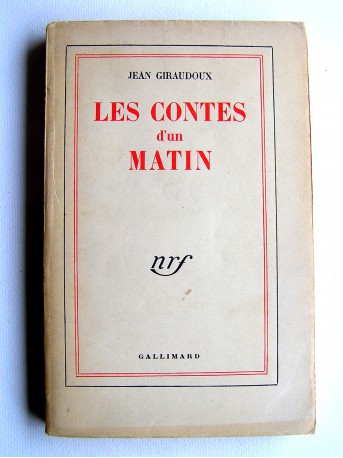 JEAN GIRAUDOUX
LES CONTES
d'un
MATIN
nrf
GALLIMARD